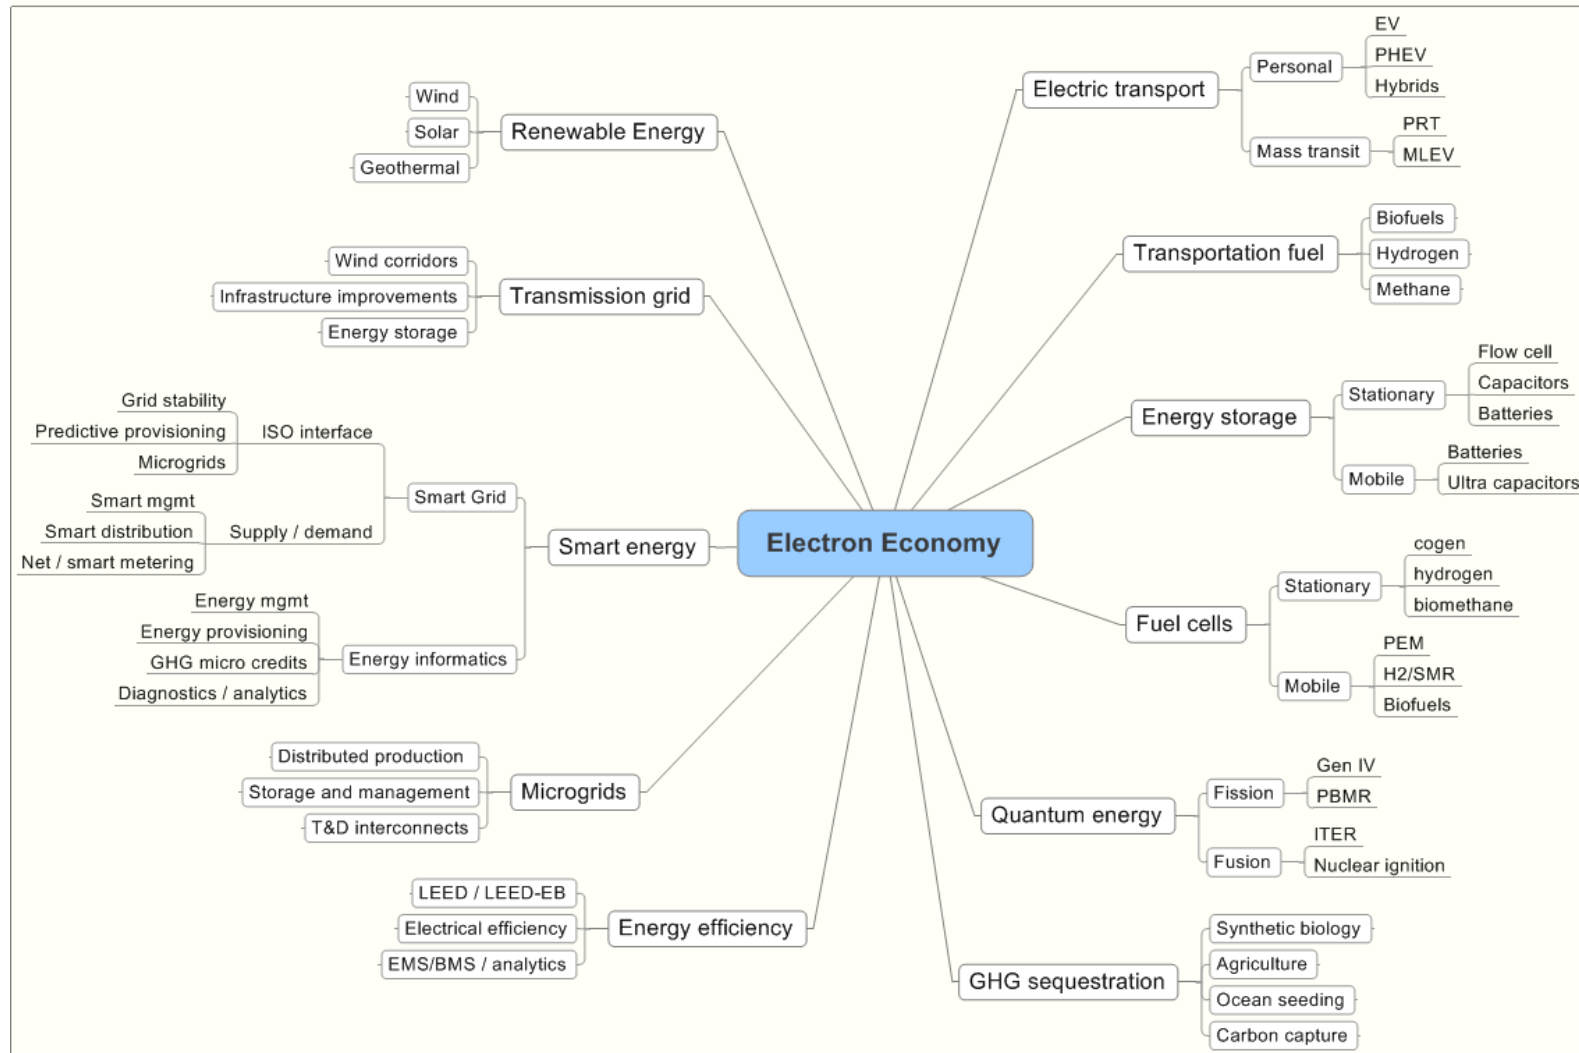 Electron Economy
Renewable Energy
Wind
Solar
Geothermal
Transmission grid
Wind corridors
Infrastructure improvements
Energy storage
Smart energy
Smart Grid
ISO interface
Grid stability
Predictive provisioning
Microgrids
Supply / demand
Smart mgmt
Smart distribution
Net / smart metering
Energy informatics
Energy mgmt
Energy provisioning
GHG micro credits
Diagnostics / analytics
Microgrids
Distributed production
Storage and management
T&D interconnects
Energy efficiency
LEED / LEED-EB
Electrical efficiency
EMS/BMS / analytics
Electric transport
Personal
EV
PHEV
Hybrids
Mass transit
PRT
MLEV
Transportation fuel
Biofuels
Hydrogen
Methane
Energy storage
Stationary
Flow cell
Capacitors
Batteries
Mobile
Batteries
Ultra capacitors
Fuel cells
Stationary
cogen
hydrogen
biomethane
Mobile
PEM
H2/SMR
Biofuels
Quantum energy
Fission
Gen IV
PBMR
Fusion
ITER
Nuclear ignition
GHG sequestration
Synthetic biology
Agriculture
Ocean seeding
Carbon capture